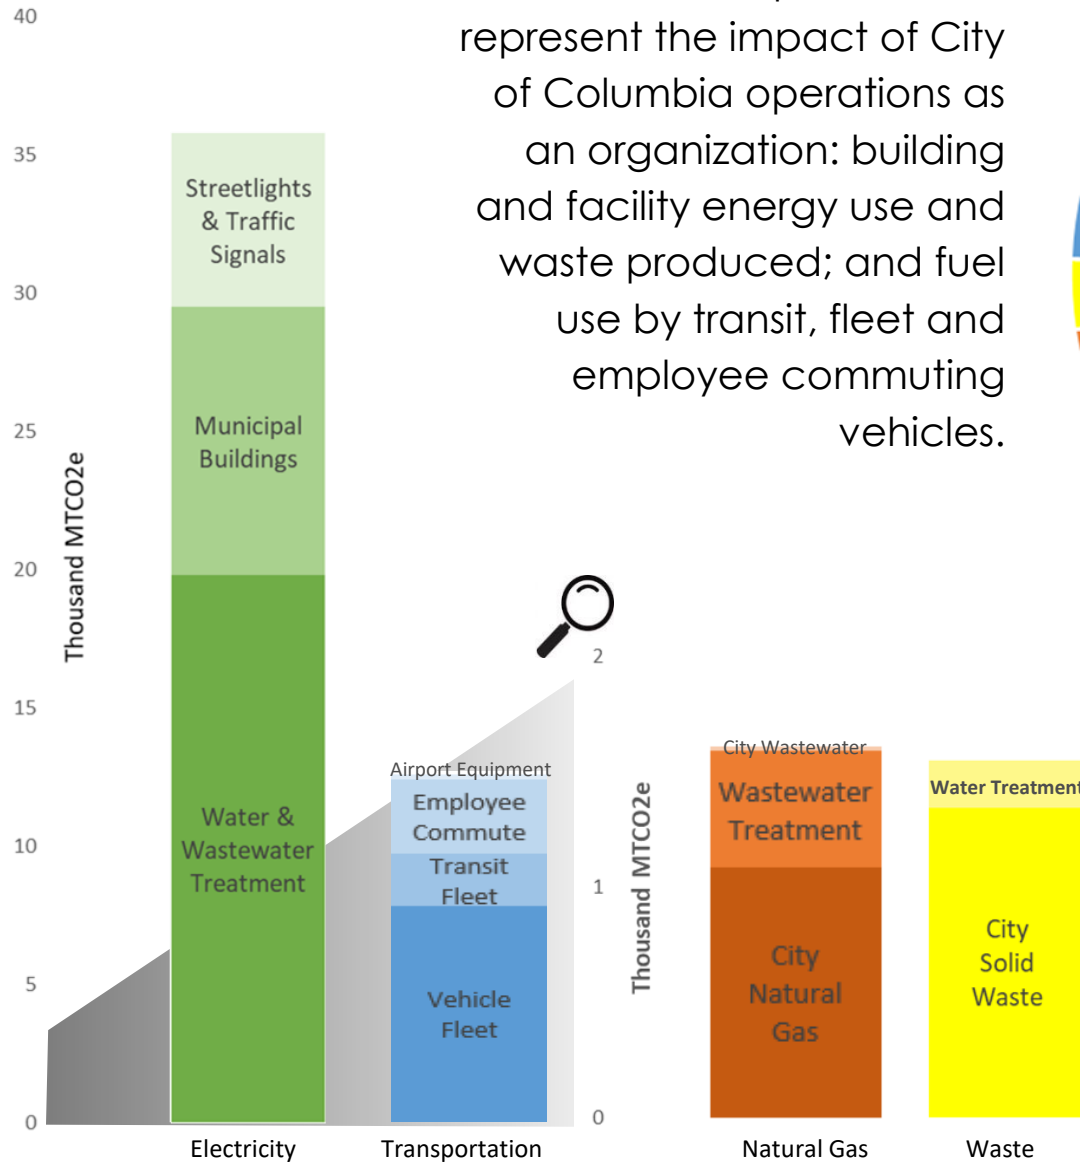 represent the impact of City
of Columbia operations as
an organization: building
and facility energy use and
waste produced; and fuel
use by transit, fleet and
employee commuting
vehicles.
40
35
30
25
20
15
10
5
0
Thousand MTCO2e
Streetlights
& Traffic
Signals
Municipal
Buildings
Water &
Wastewater
Treatment
Electricity
Airport Equipment
Employee
Commute
Transit
Fleet
Vehicle
Fleet
Transportation
2
1
0
Thousand MTCO2e
City Wastewater
Wastewater
Treatment
City
Natural
Gas
Natural Gas
Water Treatment
City
Solid
Waste
Waste